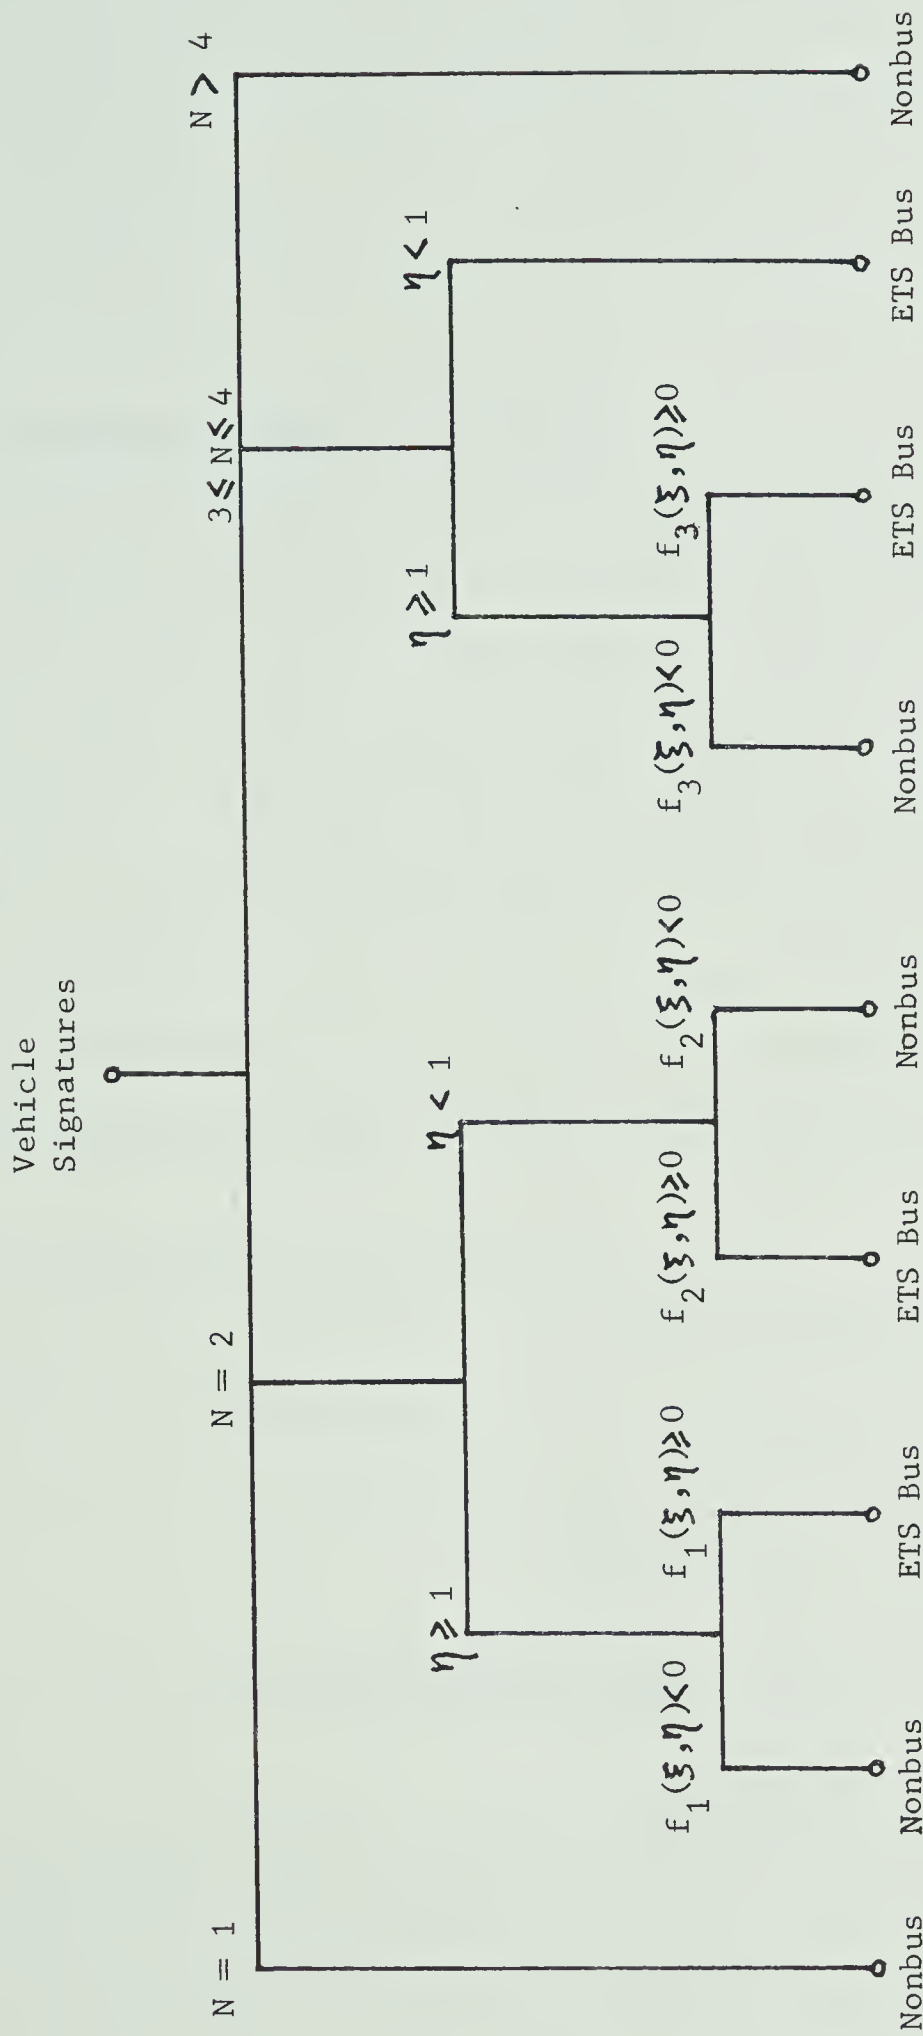 Vehicle
Signatures
N = 1
N = 2
3 ≤ N ≤ 4
N > 4
η ≥ 1
η < 1
η ≥ 1
η < 1
f₁(ξ,η)<0
f₁(ξ,η)≥0
f₂(ξ,η)≥0
f₂(ξ,η)<0
f₃(ξ,η)<0
f₃(ξ,η)≥0
Nonbus
Nonbus
ETS Bus
ETS Bus
Nonbus
Nonbus
ETS Bus
ETS Bus
Nonbus